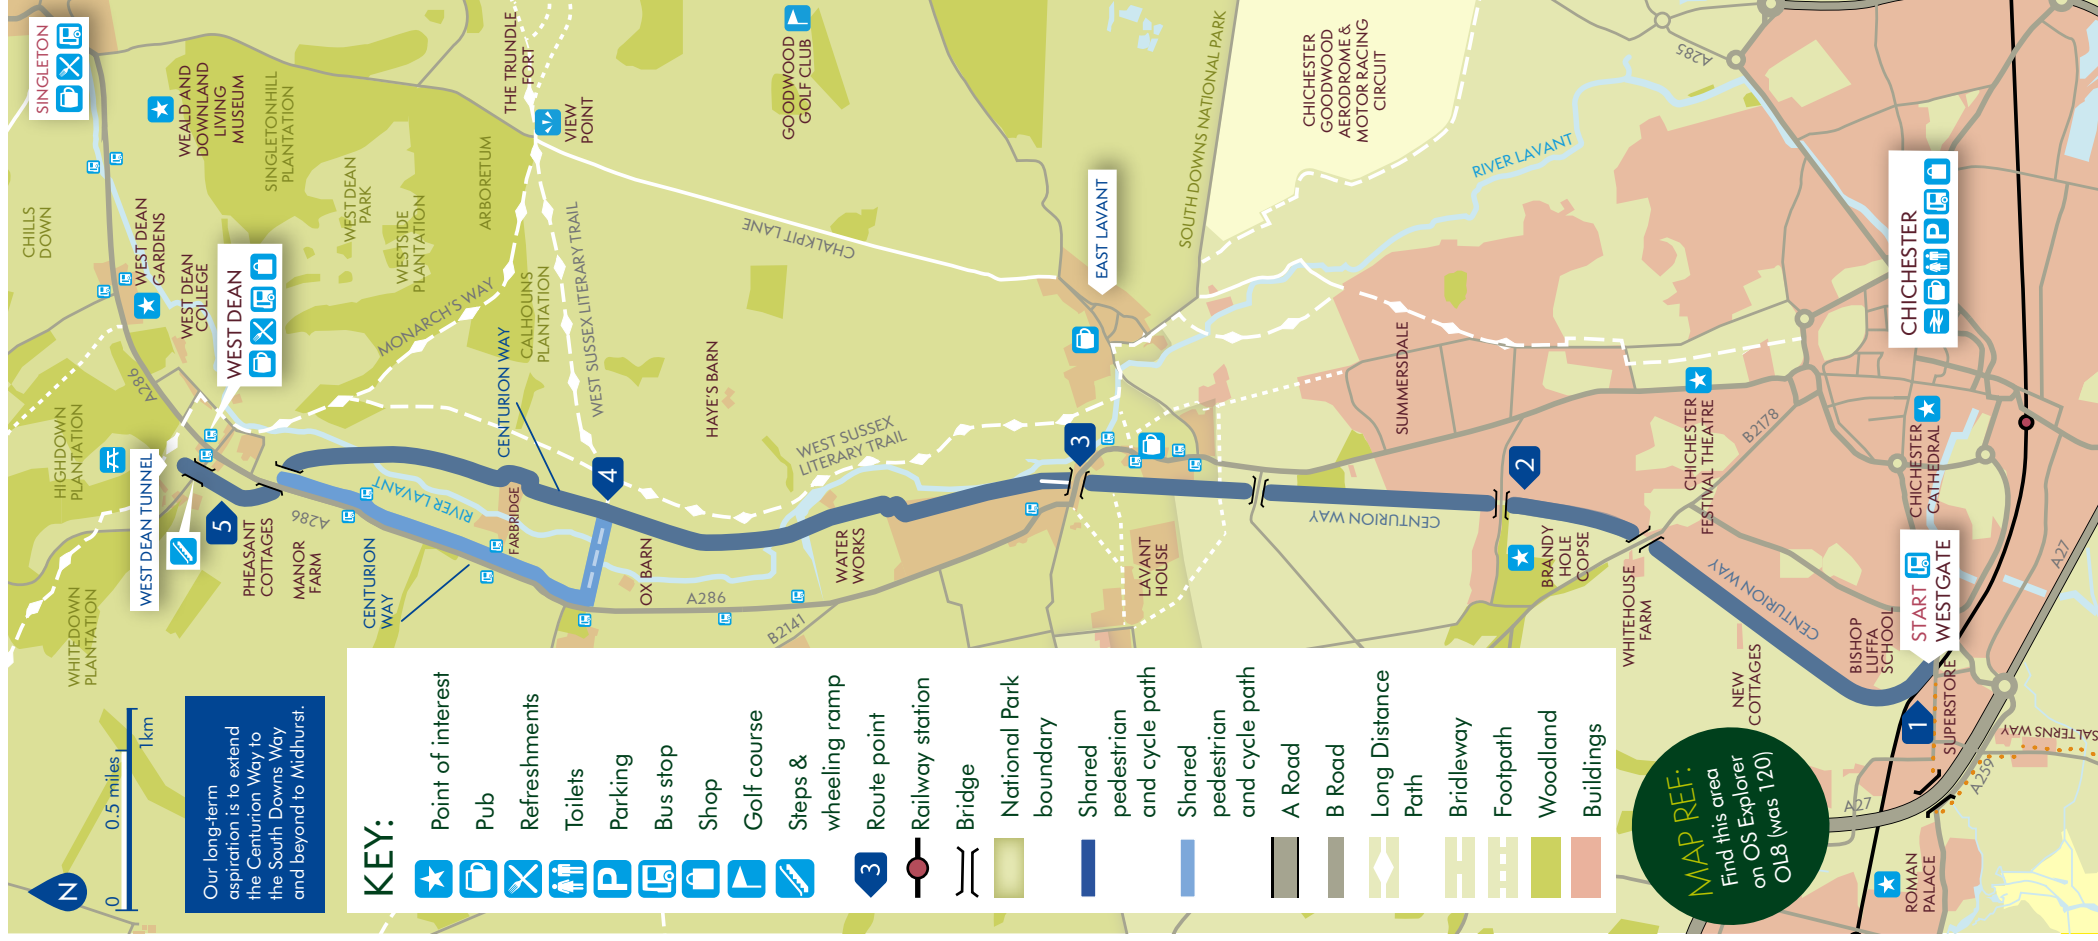 N
0
0.5 miles
1km
Our long-term
aspiration is to extend
the Centurion Way to
the South Downs Way
and beyond to Midhurst.
KEY:
Point of interest
Pub
Refreshments
Toilets
Parking
Bus stop
Shop
Golf course
Steps &
wheeling ramp
3
Route point
Railway station
Bridge
National Park
boundary
Shared
pedestrian
and cycle path
Shared
pedestrian
and cycle path
A Road
B Road
Long Distance
Path
Bridleway
Footpath
Woodland
Buildings
MAP REF:
Find this area
on OS Explorer
OL8 (was 120)
SINGLETON
CHILLS
DOWN
WEALD AND
DOWNLAND
LIVING
MUSEUM
SINGLETONHILL
PLANTATION
WEST DEAN
GARDENS
WEST DEAN
COLLEGE
WEST DEAN
WEST DEAN
PARK
WESTSIDE
PLANTATION
ARBORETUM
THE TRUNDLE
FORT
VIEW
POINT
GOODWOOD
GOLF CLUB
A286
HIGHDOWN
PLANTATION
WEST DEAN TUNNEL
WHITEDOWN
PLANTATION
5
PHEASANT
COTTAGES
A286
MANOR
FARM
CENTURION
WAY
RIVER LAVANT
MONARCH'S WAY
CENTURION WAY
CALHOUNS
PLANTATION
WEST SUSSEX LITERARY TRAIL
CHALKPIT LANE
FARBRIDGE
4
OX BARN
A286
B2141
HAYE'S BARN
WEST SUSSEX
LITERARY TRAIL
WATER
WORKS
3
EAST LAVANT
SOUTH DOWNS NATIONAL PARK
LAVANT
HOUSE
CHICHESTER
GOODWOOD
AERODROME &
MOTOR RACING
CIRCUIT
RIVER LAVANT
A285
SUMMERSDALE
CENTURION WAY
2
BRANDY
HOLE
COPSE
WHITEHOUSE
FARM
CENTURION WAY
CHICHESTER
FESTIVAL THEATRE
B2178
NEW
COTTAGES
BISHOP
LUFFA
SCHOOL
CHICHESTER
P
CHICHESTER
CATHEDRAL
START
WESTGATE
1
SUPERSTORE
A27
SALTERNS WAY
A259
A27
ROMAN
PALACE